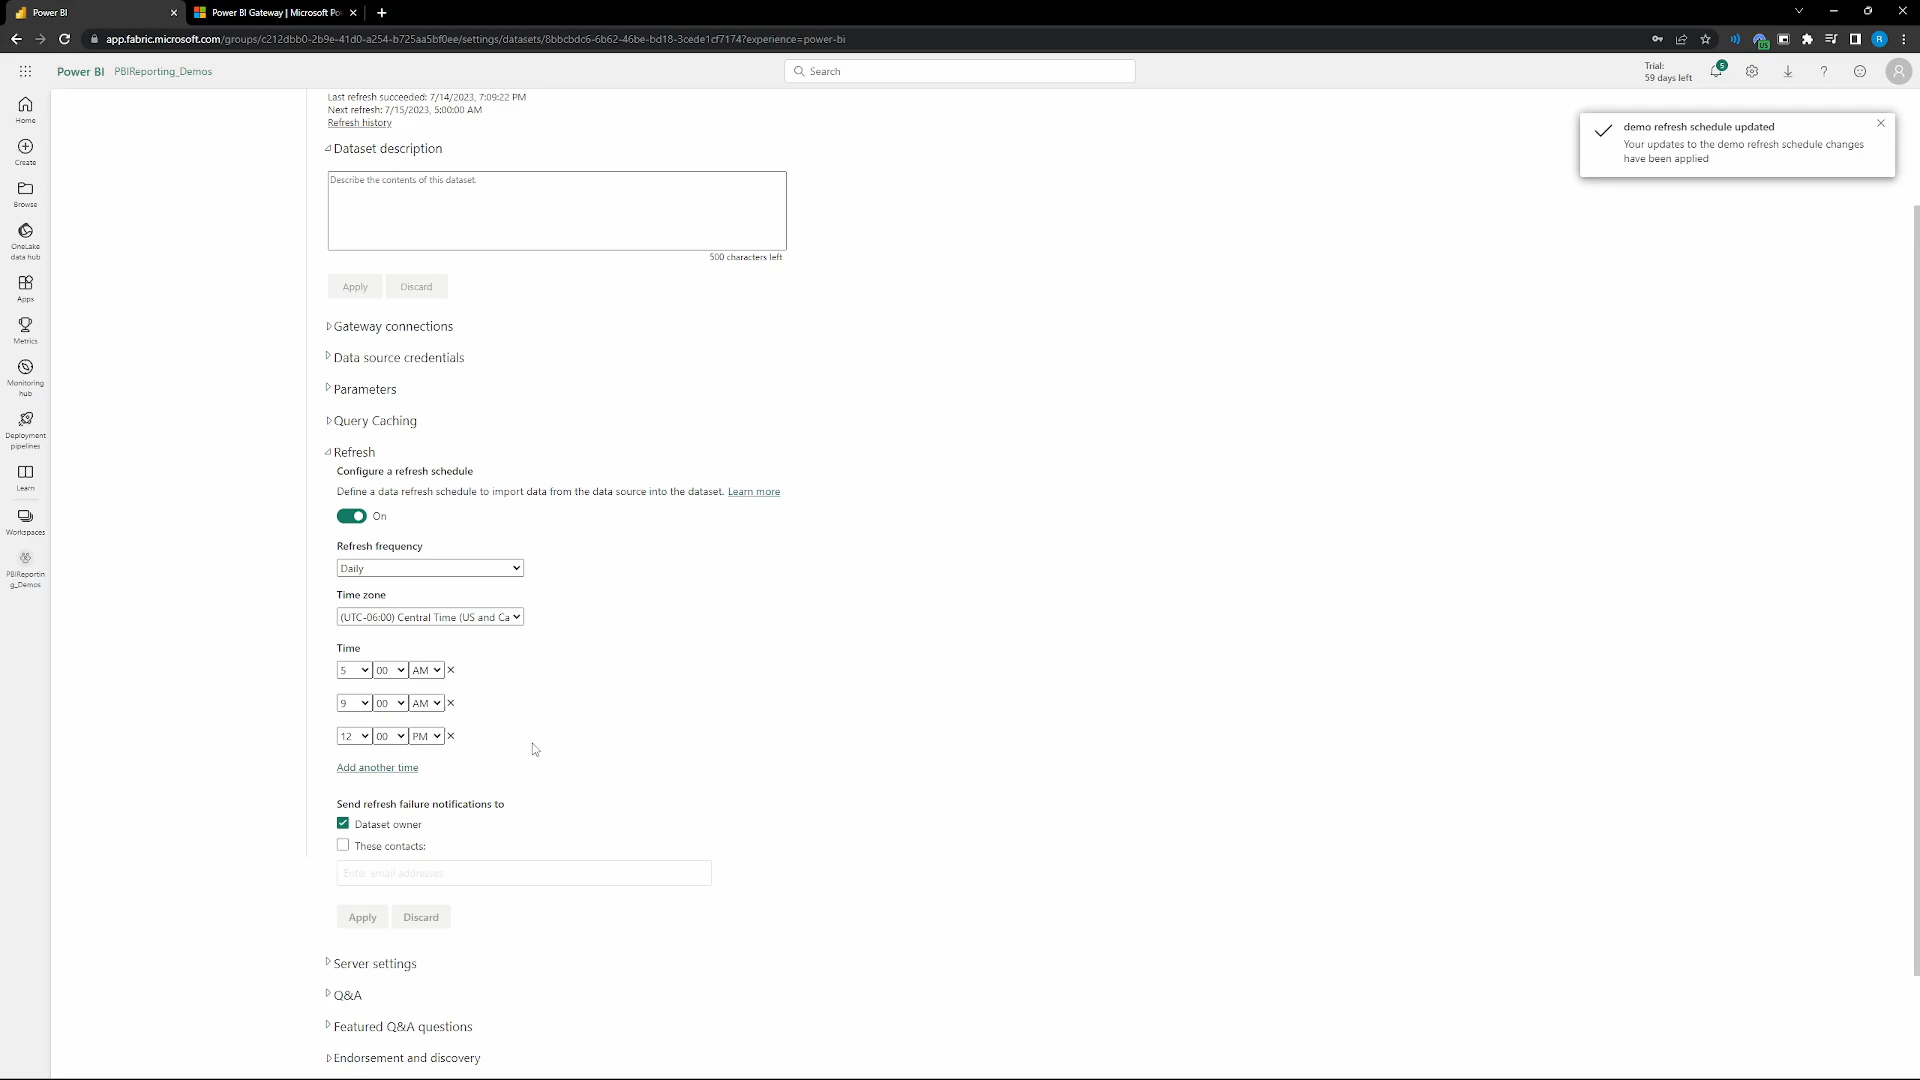 Power BI
Power BI Gateway | Microsoft Po
app.fabric.microsoft.com/groups/c212dbb0-2b9e-41d0-a254-b725aa5bf0ee/settings/datasets/8bbcbdc6-6b62-46be-bd18-3cede1cf7174?experience=power-bi
US
R
Power BI PBIReporting_Demos
Search
Trial:
59 days left
5
Home
Create
Browse
OneLake
data hub
Apps
Metrics
Monitoring
hub
Deployment
pipelines
Learn
Workspaces
PBIReportin
g_Demos
Last refresh succeeded: 7/14/2023, 7:09:22 PM
Next refresh: 7/15/2023, 5:00:00 AM
Refresh history
Dataset description
Describe the contents of this dataset.
500 characters left
Apply Discard
Gateway connections
Data source credentials
Parameters
Query Caching
Refresh
Configure a refresh schedule
Define a data refresh schedule to import data from the data source into the dataset. Learn more
On
Refresh frequency
Daily
Time zone
(UTC-06:00) Central Time (US and Ca
Time
5 00 AM
9 00 AM
12 00 PM
Add another time
Send refresh failure notifications to
Dataset owner
These contacts:
Enter email addresses
Apply Discard
Server settings
Q&A
Featured Q&A questions
Endorsement and discovery
demo refresh schedule updated
Your updates to the demo refresh schedule changes
have been applied